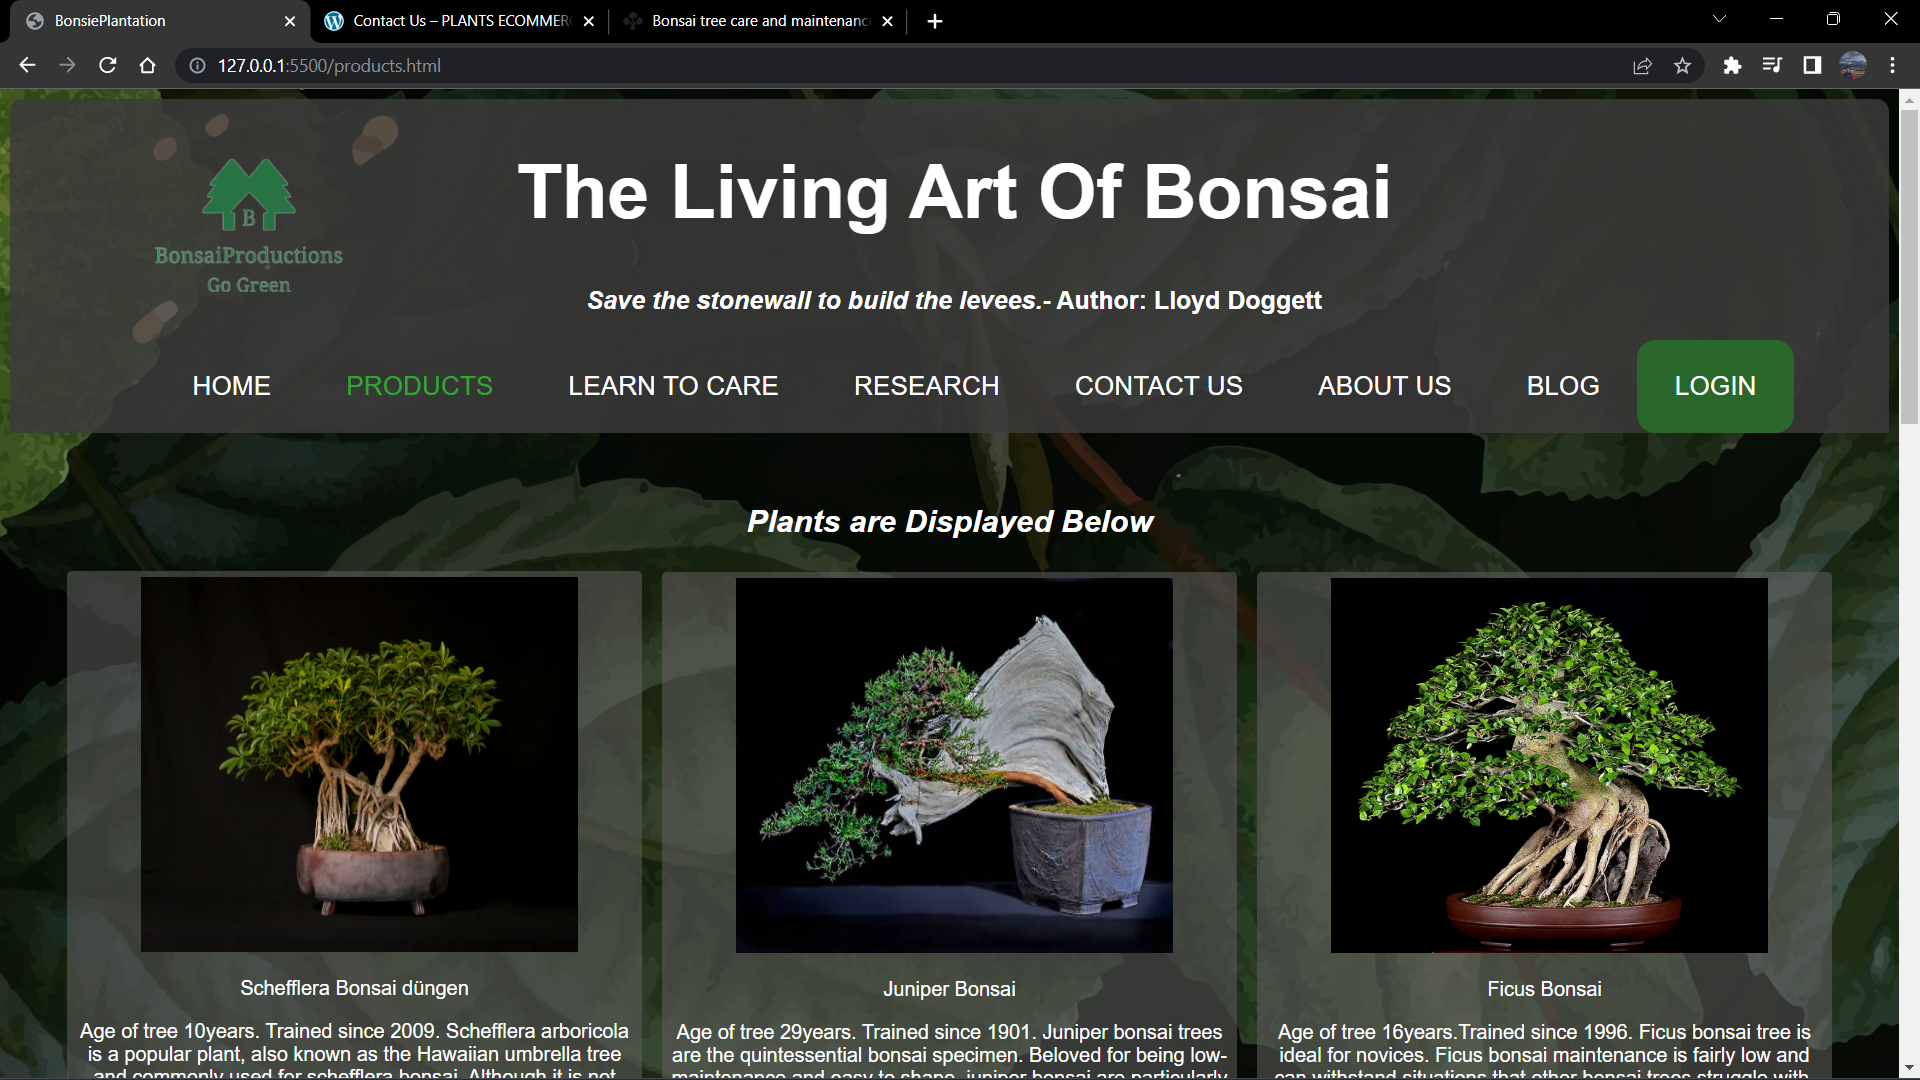 BonsiePlantation
Contact Us – PLANTS ECOMMER
Bonsai tree care and maintenanc
127.0.0.1:5500/products.html
The Living Art Of Bonsai
B
BonsaiProductions
Go Green
Save the stonewall to build the levees.- Author: Lloyd Doggett
HOME PRODUCTS LEARN TO CARE RESEARCH CONTACT US ABOUT US BLOG LOGIN
Plants are Displayed Below
Schefflera Bonsai düngen
Age of tree 10years. Trained since 2009. Schefflera arboricola
is a popular plant, also known as the Hawaiian umbrella tree
and commonly used for schefflera bonsai. Although it is not
Juniper Bonsai
Age of tree 29years. Trained since 1901. Juniper bonsai trees
are the quintessential bonsai specimen. Beloved for being low-
maintenance and easy to shape, juniper bonsai are particularly
Ficus Bonsai
Age of tree 16years.Trained since 1996. Ficus bonsai tree is
ideal for novices. Ficus bonsai maintenance is fairly low and
can withstand situations that other bonsai trees struggle with